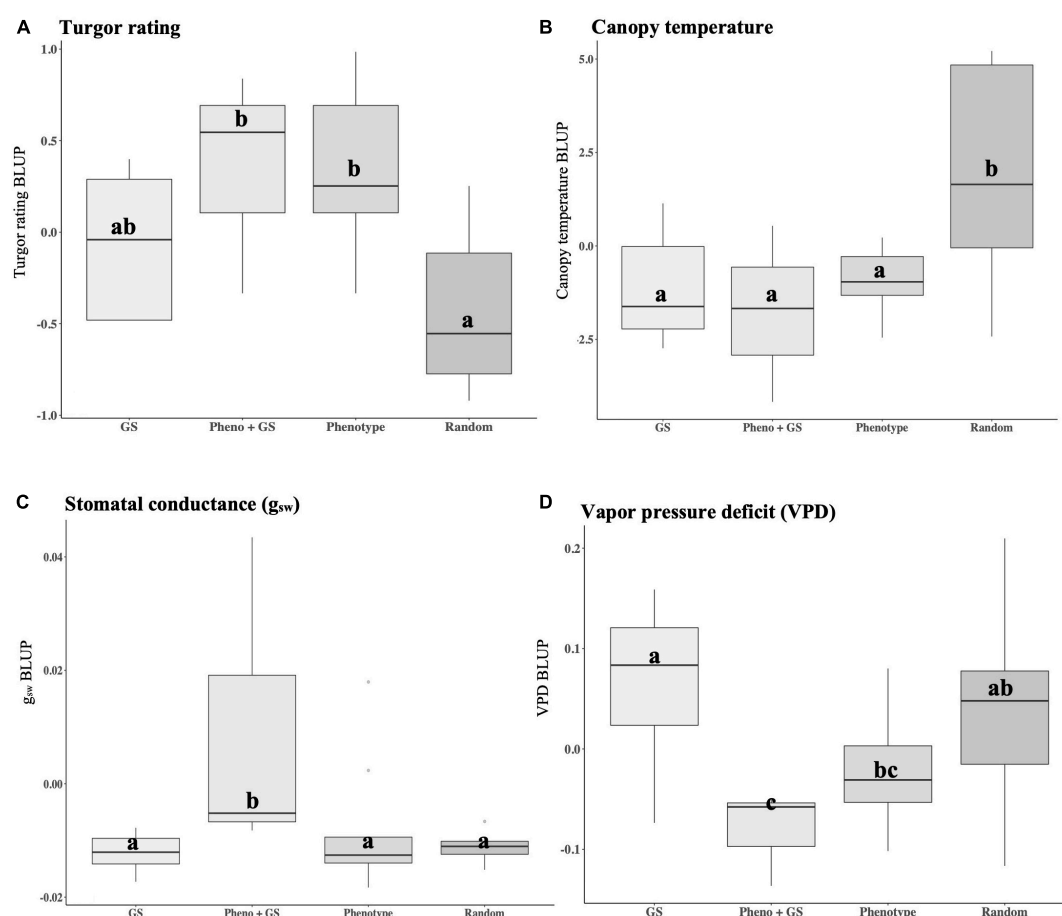 A Turgor rating
1.0
0.5
0.0
-0.5
-1.0
Turgor rating BLUP
ab
b
b
a
GS Pheno + GS Phenotype Random
B Canopy temperature
5.0
2.5
0.0
-2.5
Canopy temperature BLUP
a
a
a
b
GS Pheno + GS Phenotype Random
C Stomatal conductance (gsw)
0.04
0.02
0.00
-0.02
gsw BLUP
a
b
a
a
GS Pheno + GS Phenotype Random
D Vapor pressure deficit (VPD)
0.2
0.1
0.0
-0.1
VPD BLUP
a
c
bc
ab
GS Pheno + GS Phenotype Random